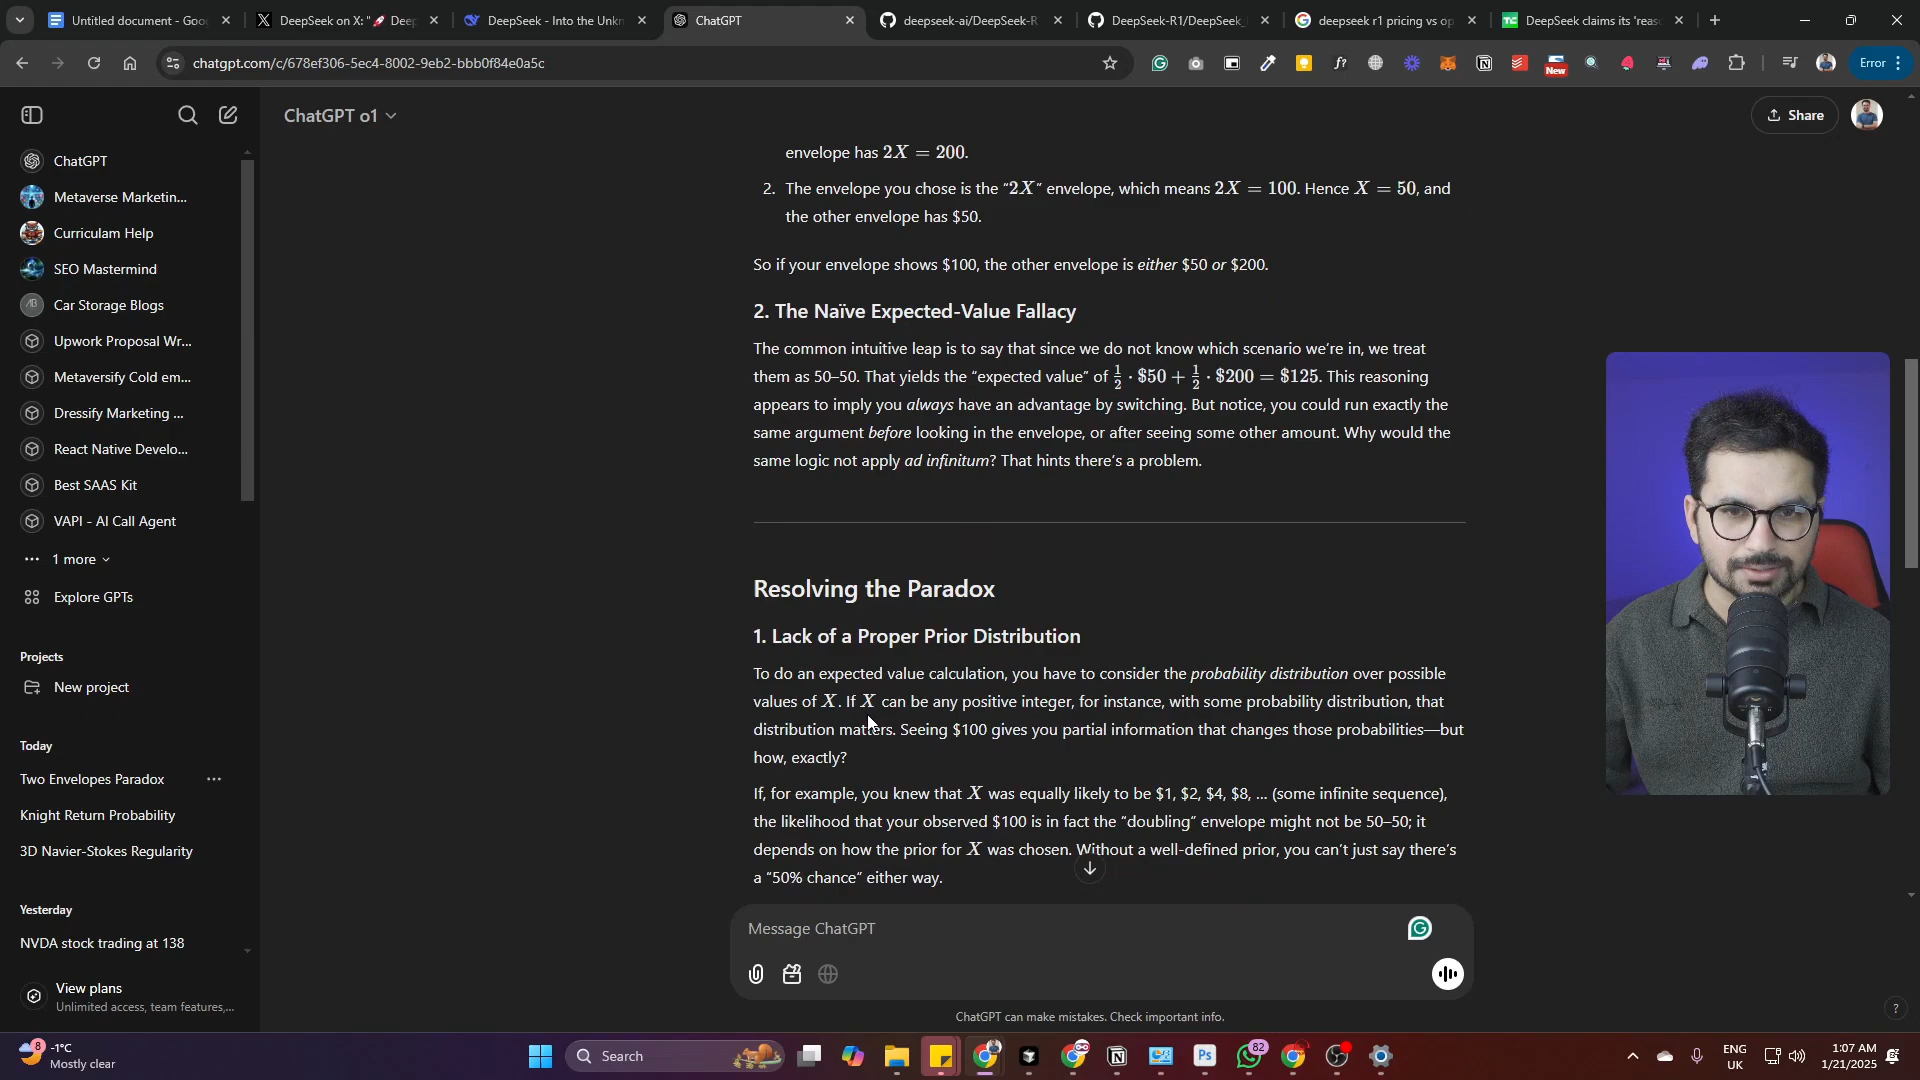 Untitled document - Goo
DeepSeek on X: "🚀 Deep
DeepSeek - Into the Unkn
ChatGPT
deepseek-ai/DeepSeek-R
DeepSeek-R1/DeepSeek_
deepseek r1 pricing vs op
DeepSeek claims its 'reas
chatgpt.com/c/678ef306-5ec4-8002-9eb2-bbb0f84e0a5c
New
Error
ChatGPT o1
Share
ChatGPT
Metaverse Marketin...
Curriculam Help
SEO Mastermind
Car Storage Blogs
Upwork Proposal Wr...
Metaversify Cold em...
Dressify Marketing ...
React Native Develo...
Best SAAS Kit
VAPI - AI Call Agent
1 more
Explore GPTs
Projects
New project
Today
Two Envelopes Paradox
Knight Return Probability
3D Navier-Stokes Regularity
Yesterday
NVDA stock trading at 138
View plans
Unlimited access, team features,...
envelope has 2X = 200.
2. The envelope you chose is the “2X” envelope, which means 2X = 100. Hence X = 50, and
the other envelope has $50.
So if your envelope shows $100, the other envelope is either $50 or $200.
2. The Naïve Expected-Value Fallacy
The common intuitive leap is to say that since we do not know which scenario we’re in, we treat
them as 50–50. That yields the “expected value” of 1/2 · $50 + 1/2 · $200 = $125. This reasoning
appears to imply you always have an advantage by switching. But notice, you could run exactly the
same argument before looking in the envelope, or after seeing some other amount. Why would the
same logic not apply ad infinitum? That hints there’s a problem.
Resolving the Paradox
1. Lack of a Proper Prior Distribution
To do an expected value calculation, you have to consider the probability distribution over possible
values of X. If X can be any positive integer, for instance, with some probability distribution, that
distribution matters. Seeing $100 gives you partial information that changes those probabilities—but
how, exactly?
If, for example, you knew that X was equally likely to be $1, $2, $4, $8, ... (some infinite sequence),
the likelihood that your observed $100 is in fact the “doubling” envelope might not be 50–50; it
depends on how the prior for X was chosen. Without a well-defined prior, you can’t just say there’s
a “50% chance” either way.
Message ChatGPT
ChatGPT can make mistakes. Check important info.
?
8
-1°C
Mostly clear
Search
82
ENG
UK
1:07 AM
1/21/2025